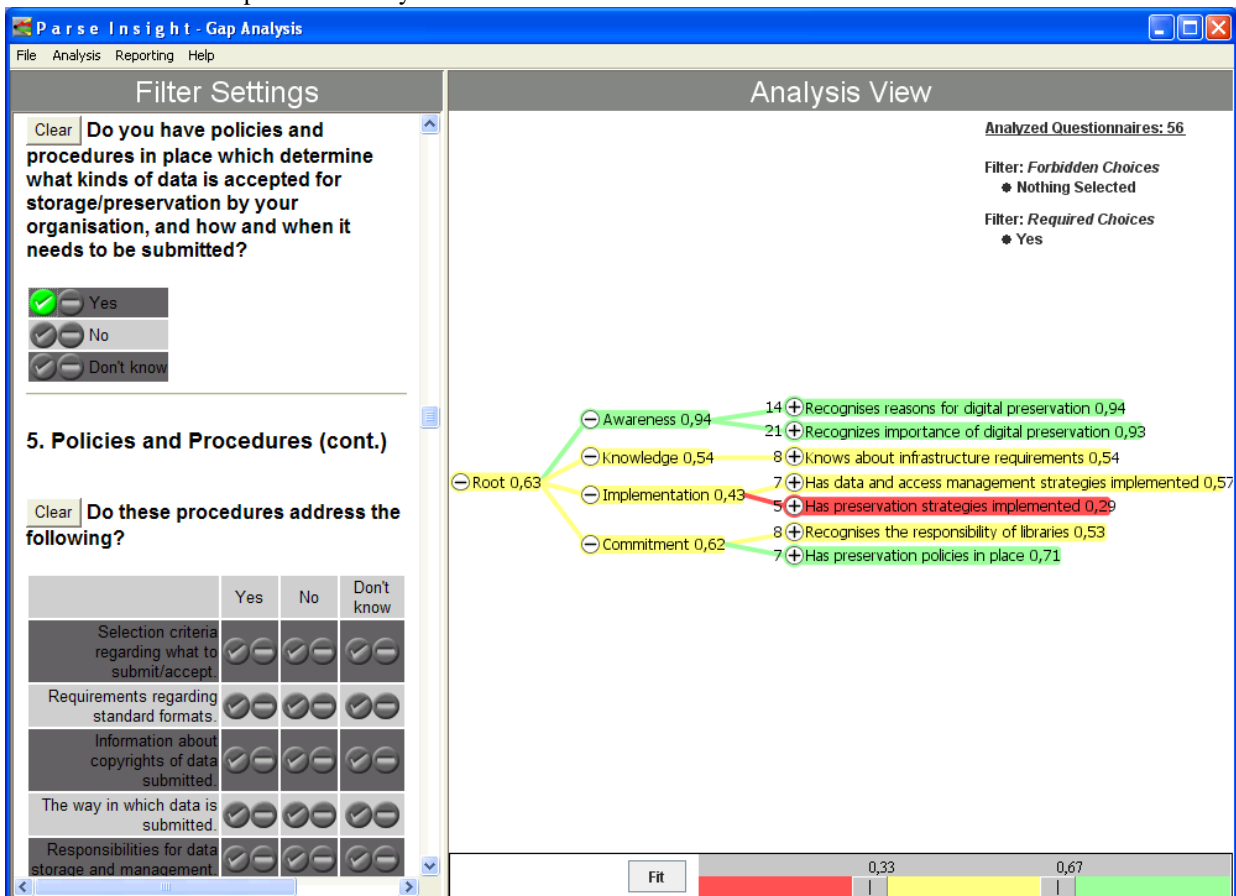 Parse Insight - Gap Analysis
File Analysis Reporting Help
Filter Settings
Clear Do you have policies and
procedures in place which determine
what kinds of data is accepted for
storage/preservation by your
organisation, and how and when it
needs to be submitted?
Yes
No
Don't know
5. Policies and Procedures (cont.)
Clear Do these procedures address the
following?
Yes No Don't
know
Selection criteria
regarding what to
submit/accept.
Requirements regarding
standard formats.
Information about
copyrights of data
submitted.
The way in which data is
submitted.
Responsibilities for data
storage and management.
Analysis View
Analyzed Questionnaires: 56
Filter: Forbidden Choices
Nothing Selected
Filter: Required Choices
Yes
Root 0,63
Awareness 0,94
14 Recognises reasons for digital preservation 0,94
21 Recognizes importance of digital preservation 0,93
Knowledge 0,54
8 Knows about infrastructure requirements 0,54
Implementation 0,43
7 Has data and access management strategies implemented 0,57
5 Has preservation strategies implemented 0,29
Commitment 0,62
8 Recognises the responsibility of libraries 0,53
7 Has preservation policies in place 0,71
Fit
0,33 0,67